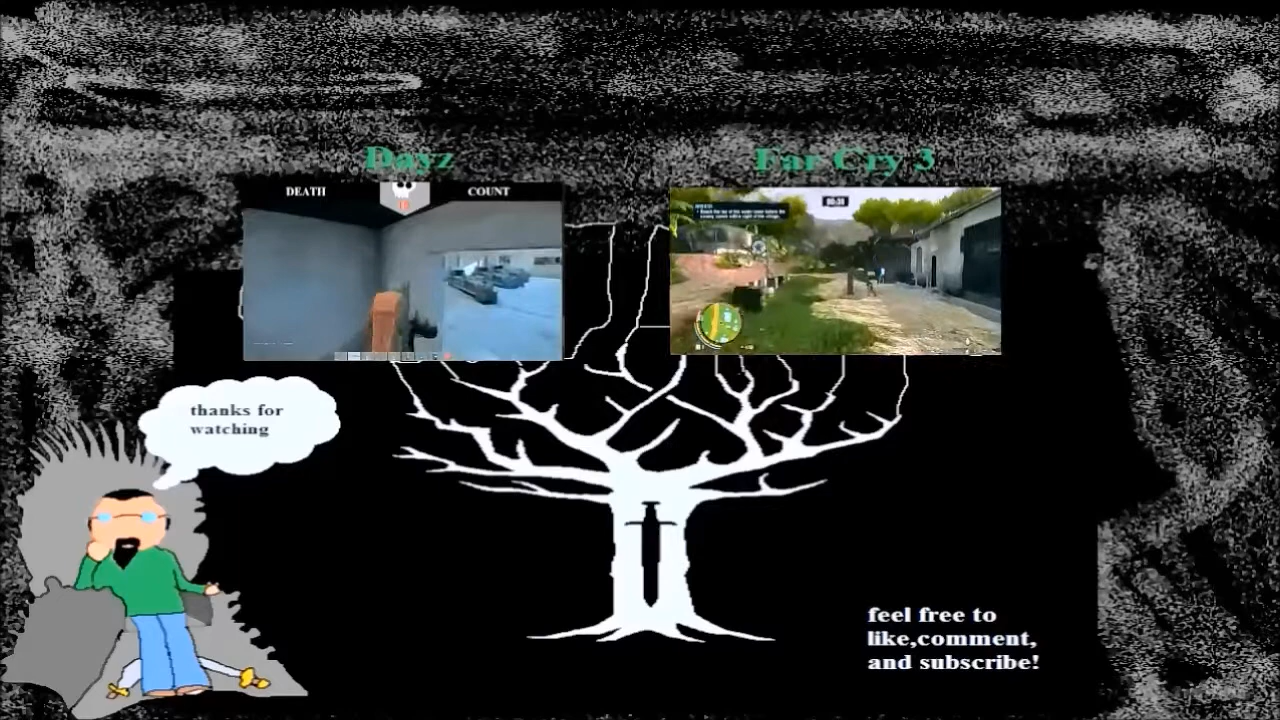 Dayz
Far Cry 3
DEATH
COUNT
thanks for
watching
feel free to
like,comment,
and subscribe!